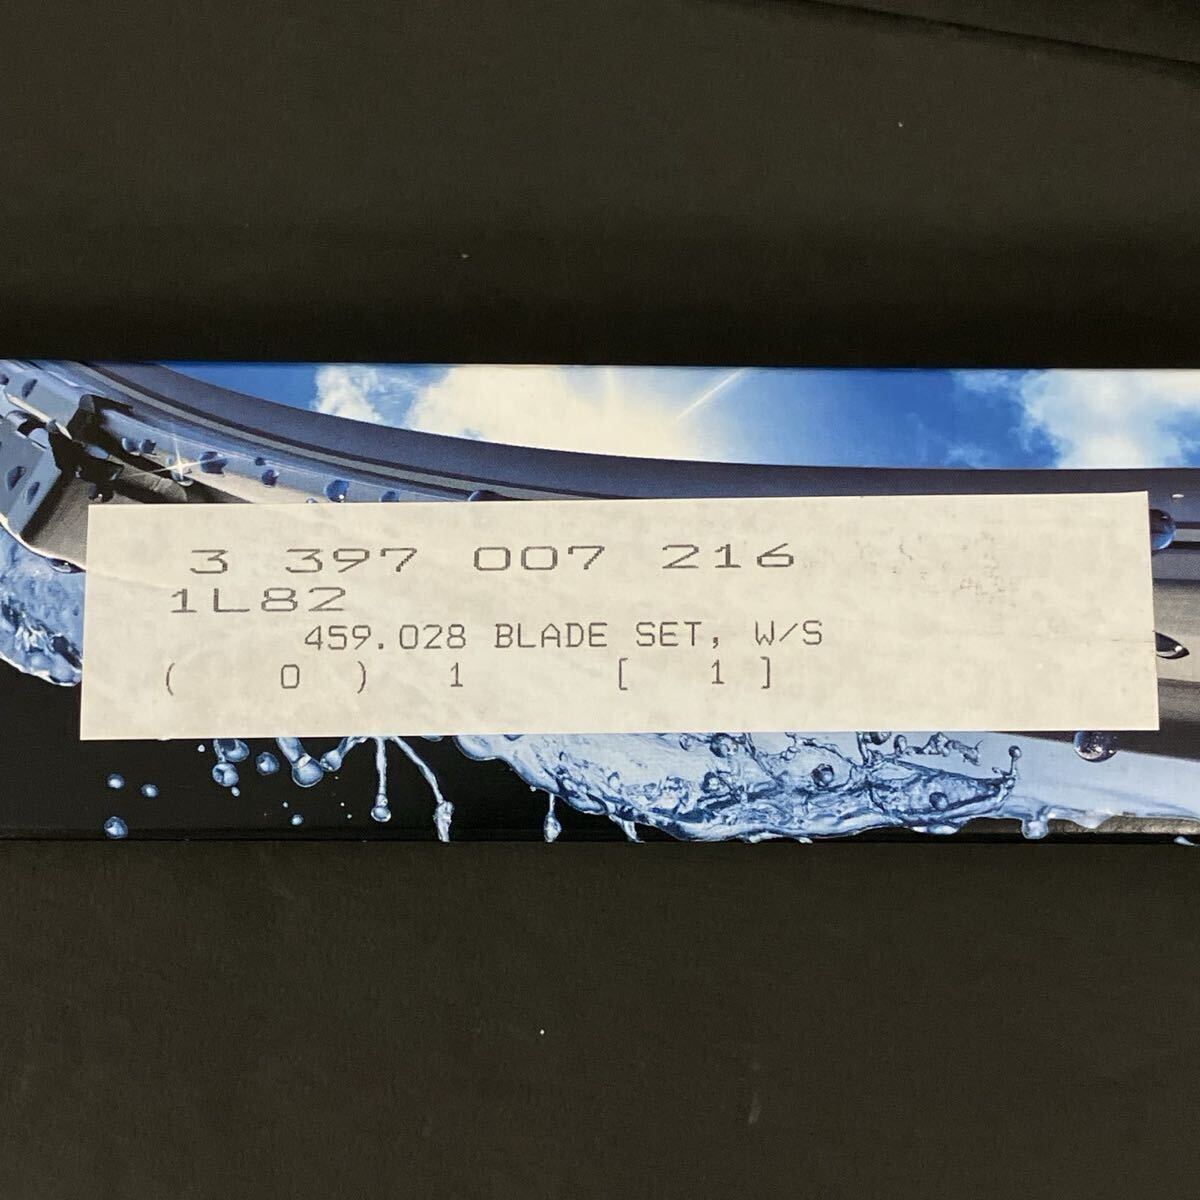 3 397 007 216
1L82
459.028 BLADE SET, W/S
( 0 ) 1 [ 1 ]